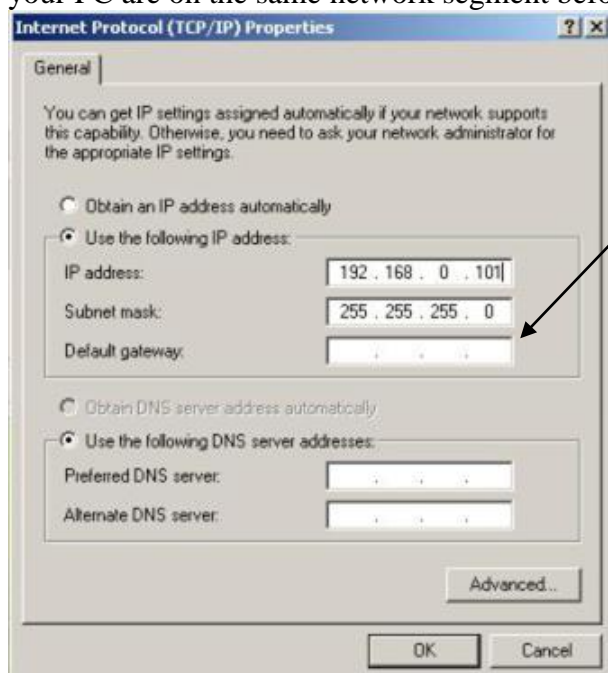 your PC are on the same network segment befo
Internet Protocol (TCP/IP) Properties
General
You can get IP settings assigned automatically if your network supports
this capability. Otherwise, you need to ask your network administrator for
the appropriate IP settings.
Obtain an IP address automatically
Use the following IP address:
IP address: 192 . 168 . 0 . 101
Subnet mask: 255 . 255 . 255 . 0
Default gateway: . . .
Obtain DNS server address automatically
Use the following DNS server addresses:
Preferred DNS server: . . .
Alternate DNS server: . . .
Advanced...
OK Cancel